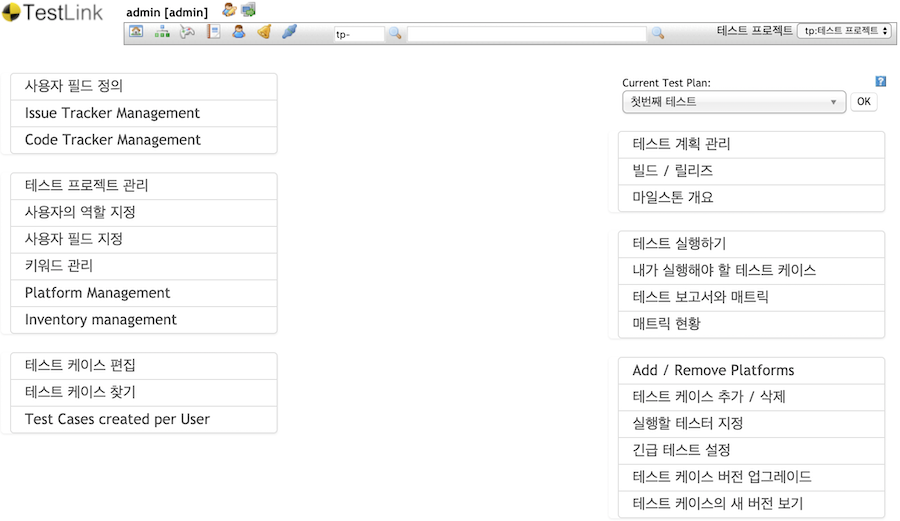 TestLink
admin [admin]
tp-
테스트 프로젝트
tp:테스트 프로젝트
사용자 필드 정의
Issue Tracker Management
Code Tracker Management
테스트 프로젝트 관리
사용자의 역할 지정
사용자 필드 지정
키워드 관리
Platform Management
Inventory management
테스트 케이스 편집
테스트 케이스 찾기
Test Cases created per User
Current Test Plan:
?
첫번째 테스트
OK
테스트 계획 관리
빌드 / 릴리즈
마일스톤 개요
테스트 실행하기
내가 실행해야 할 테스트 케이스
테스트 보고서와 매트릭
매트릭 현황
Add / Remove Platforms
테스트 케이스 추가 / 삭제
실행할 테스터 지정
긴급 테스트 설정
테스트 케이스 버전 업그레이드
테스트 케이스의 새 버전 보기